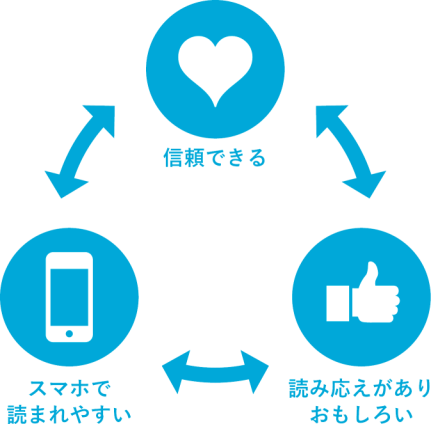 信頼できる
スマホで
読まれやすい
読み応えがあり
おもしろい